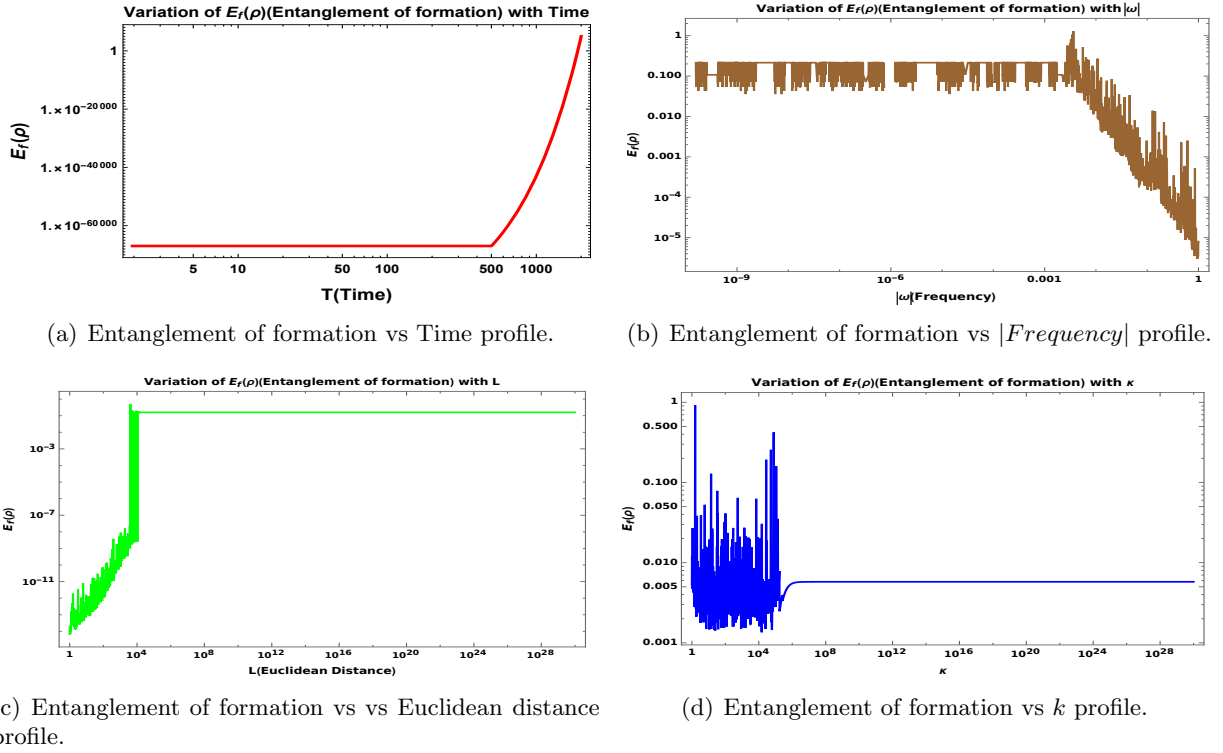 Variation of E_f(ρ)(Entanglement of formation) with Time
1
1.×10^-20 000
1.×10^-40 000
1.×10^-60 000
E_f(ρ)
5 10 50 100 500 1000
T(Time)
(a) Entanglement of formation vs Time profile.
Variation of E_f(ρ)(Entanglement of formation) with|ω|
1
0.100
0.010
0.001
10^-4
10^-5
E_f(ρ)
10^-9 10^-6 0.001 1
|ω|(Frequency)
(b) Entanglement of formation vs |Frequency| profile.
Variation of E_f(ρ)(Entanglement of formation) with L
10^-3
10^-7
10^-11
E_f(ρ)
1 10^4 10^8 10^12 10^16 10^20 10^24 10^28
L(Euclidean Distance)
c) Entanglement of formation vs vs Euclidean distance
profile.
Variation of E_f(ρ)(Entanglement of formation) with κ
1
0.500
0.100
0.050
0.010
0.005
0.001
E_f(ρ)
1 10^4 10^8 10^12 10^16 10^20 10^24 10^28
κ
(d) Entanglement of formation vs k profile.